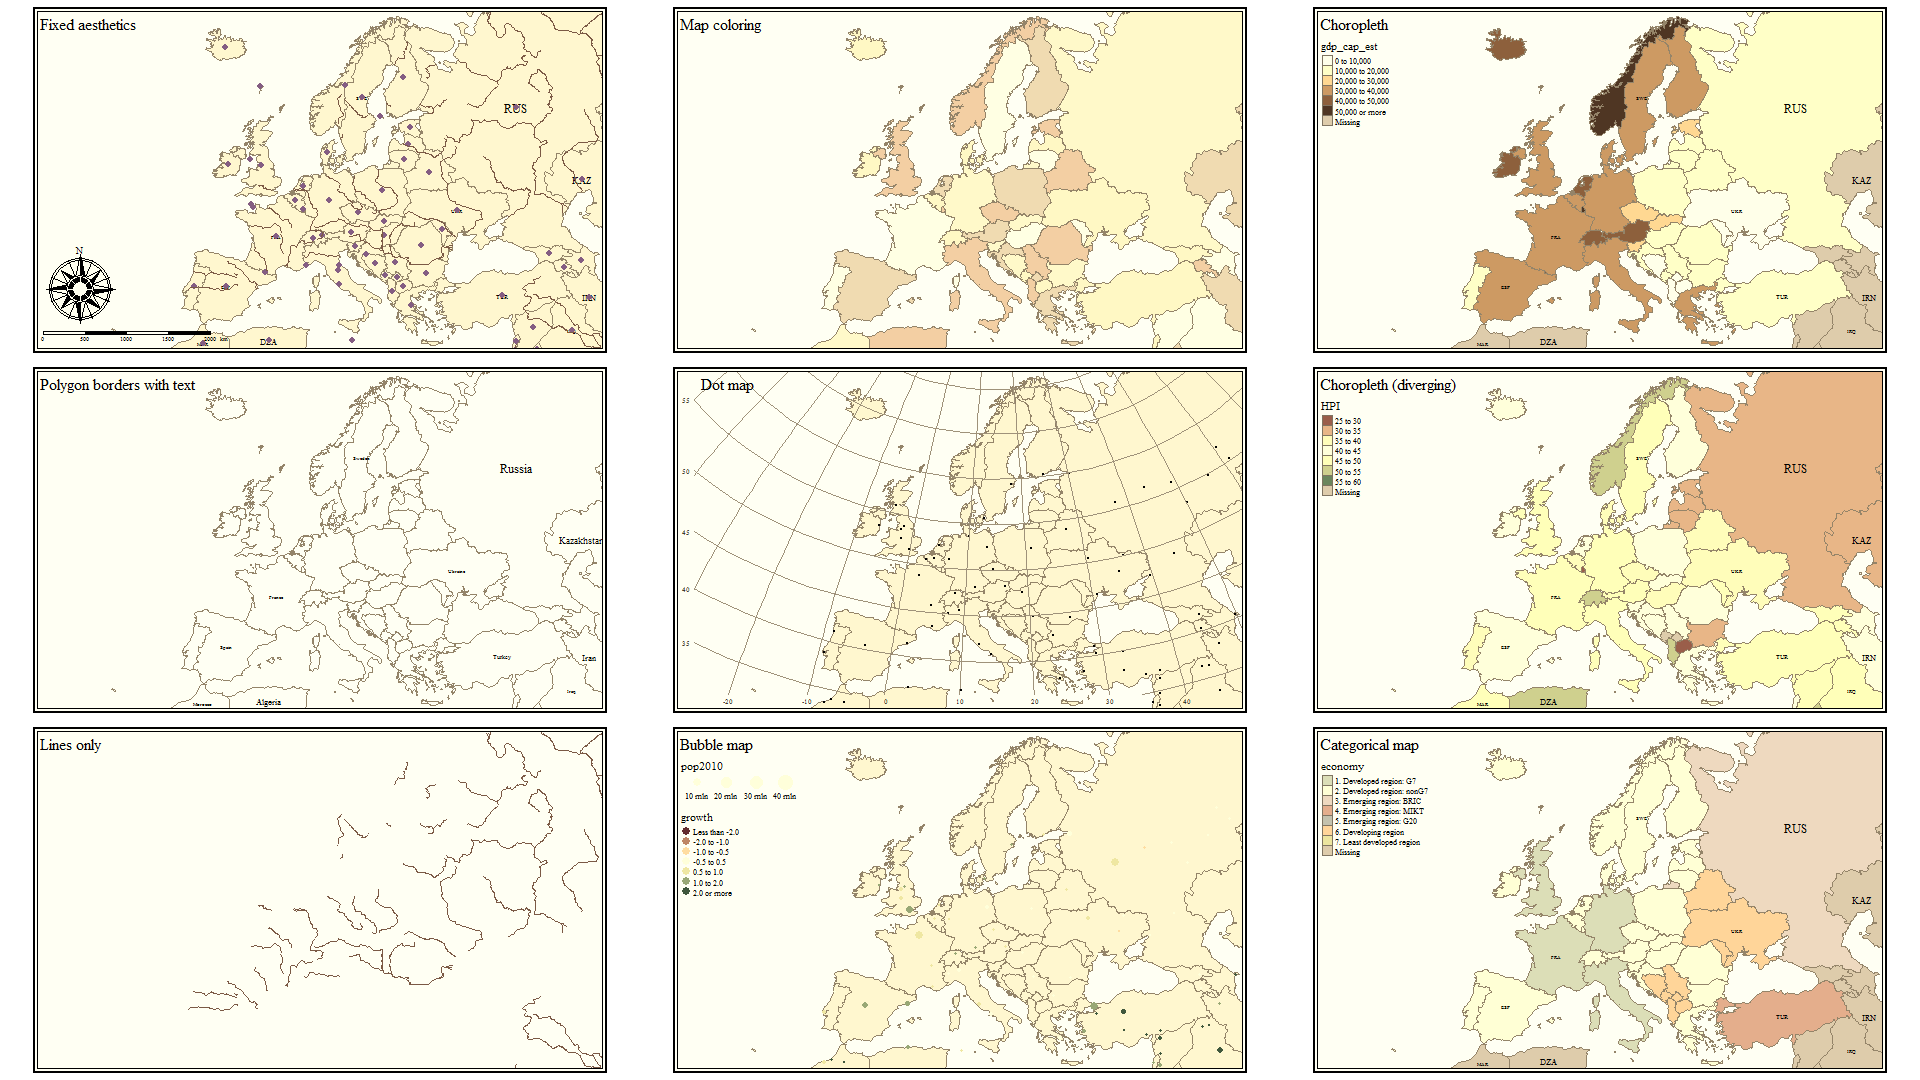 Fixed aesthetics
RUS
KAZ
UKR
FRA
TUR
IRN
N
0 500 1000 1500 2000 km
MAR
DZA
Map coloring
Choropleth
gdp_cap_est
0 to 10,000
10,000 to 20,000
20,000 to 30,000
30,000 to 40,000
40,000 to 50,000
50,000 or more
Missing
SWE
RUS
KAZ
UKR
FRA
ESP
TUR
IRN
IRQ
MAR
DZA
Polygon borders with text
Sweden
Russia
Kazakhstan
Ukraine
France
Spain
Turkey
Iran
Iraq
Morocco
Algeria
Dot map
55
50
45
40
35
-20 -10 0 10 20 30 40
Choropleth (diverging)
HPI
25 to 30
30 to 35
35 to 40
40 to 45
45 to 50
50 to 55
55 to 60
Missing
SWE
RUS
KAZ
UKR
FRA
ESP
TUR
IRN
IRQ
MAR
DZA
Lines only
Bubble map
pop2010
10 mln 20 mln 30 mln 40 mln
growth
Less than -2.0
-2.0 to -1.0
-1.0 to -0.5
-0.5 to 0.5
0.5 to 1.0
1.0 to 2.0
2.0 or more
Categorical map
economy
1. Developed region: G7
2. Developed region: nonG7
3. Emerging region: BRIC
4. Emerging region: MIKT
5. Emerging region: G20
6. Developing region
7. Least developed region
Missing
SWE
RUS
KAZ
UKR
FRA
ESP
TUR
IRN
IRQ
MAR
DZA